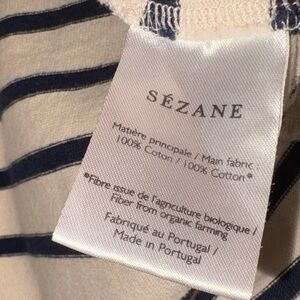 SÉZANE
Matière principale / Main fabric :
100% Cotton / 100% Cotton*
*Fibre issue de l'agriculture biologique /
Fiber from organic farming
Fabriqué au Portugal /
Made in Portugal